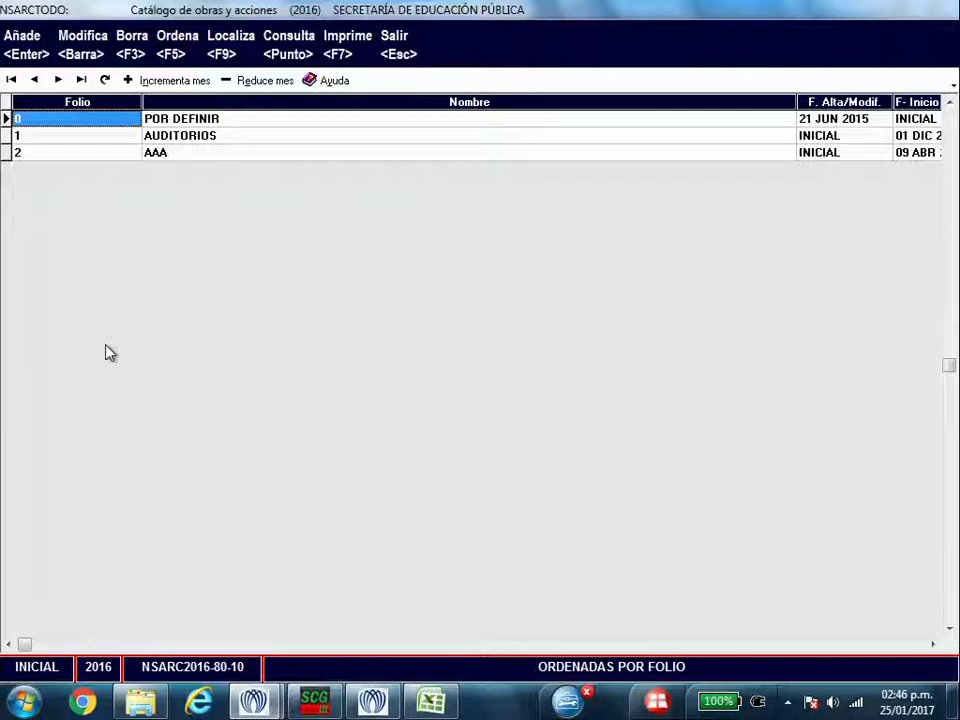 NSARCTODO: Catálogo de obras y acciones (2016) SECRETARÍA DE EDUCACIÓN PÚBLICA
Añade Modifica Borra Ordena Localiza Consulta Imprime Salir
<Enter> <Barra> <F3> <F5> <F9> <Punto> <F7> <Esc>
Incrementa mes Reduce mes Ayuda
Folio Nombre F. Alta/Modif. F- Inicio
0 POR DEFINIR 21 JUN 2015 INICIAL
1 AUDITORIOS INICIAL 01 DIC 2
2 AAA INICIAL 09 ABR
INICIAL 2016 NSARC2016-80-10 ORDENADAS POR FOLIO
SCG
100%
02:46 p.m.
25/01/2017